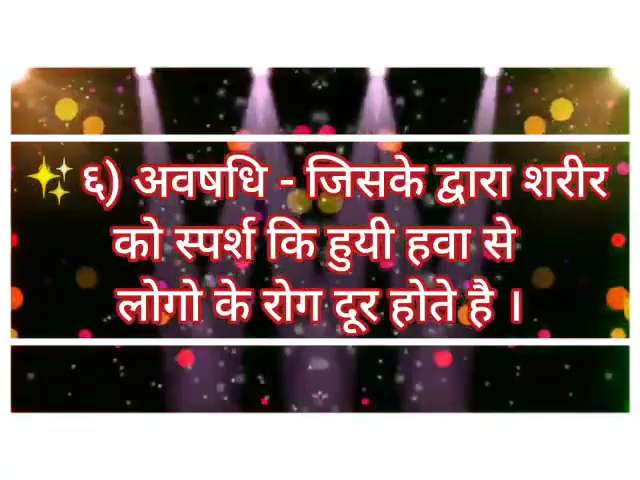 ✨ ६) अवषधि - जिसके द्वारा शरीर
को स्पर्श कि हुयी हवा से
लोगो के रोग दूर होते है ।